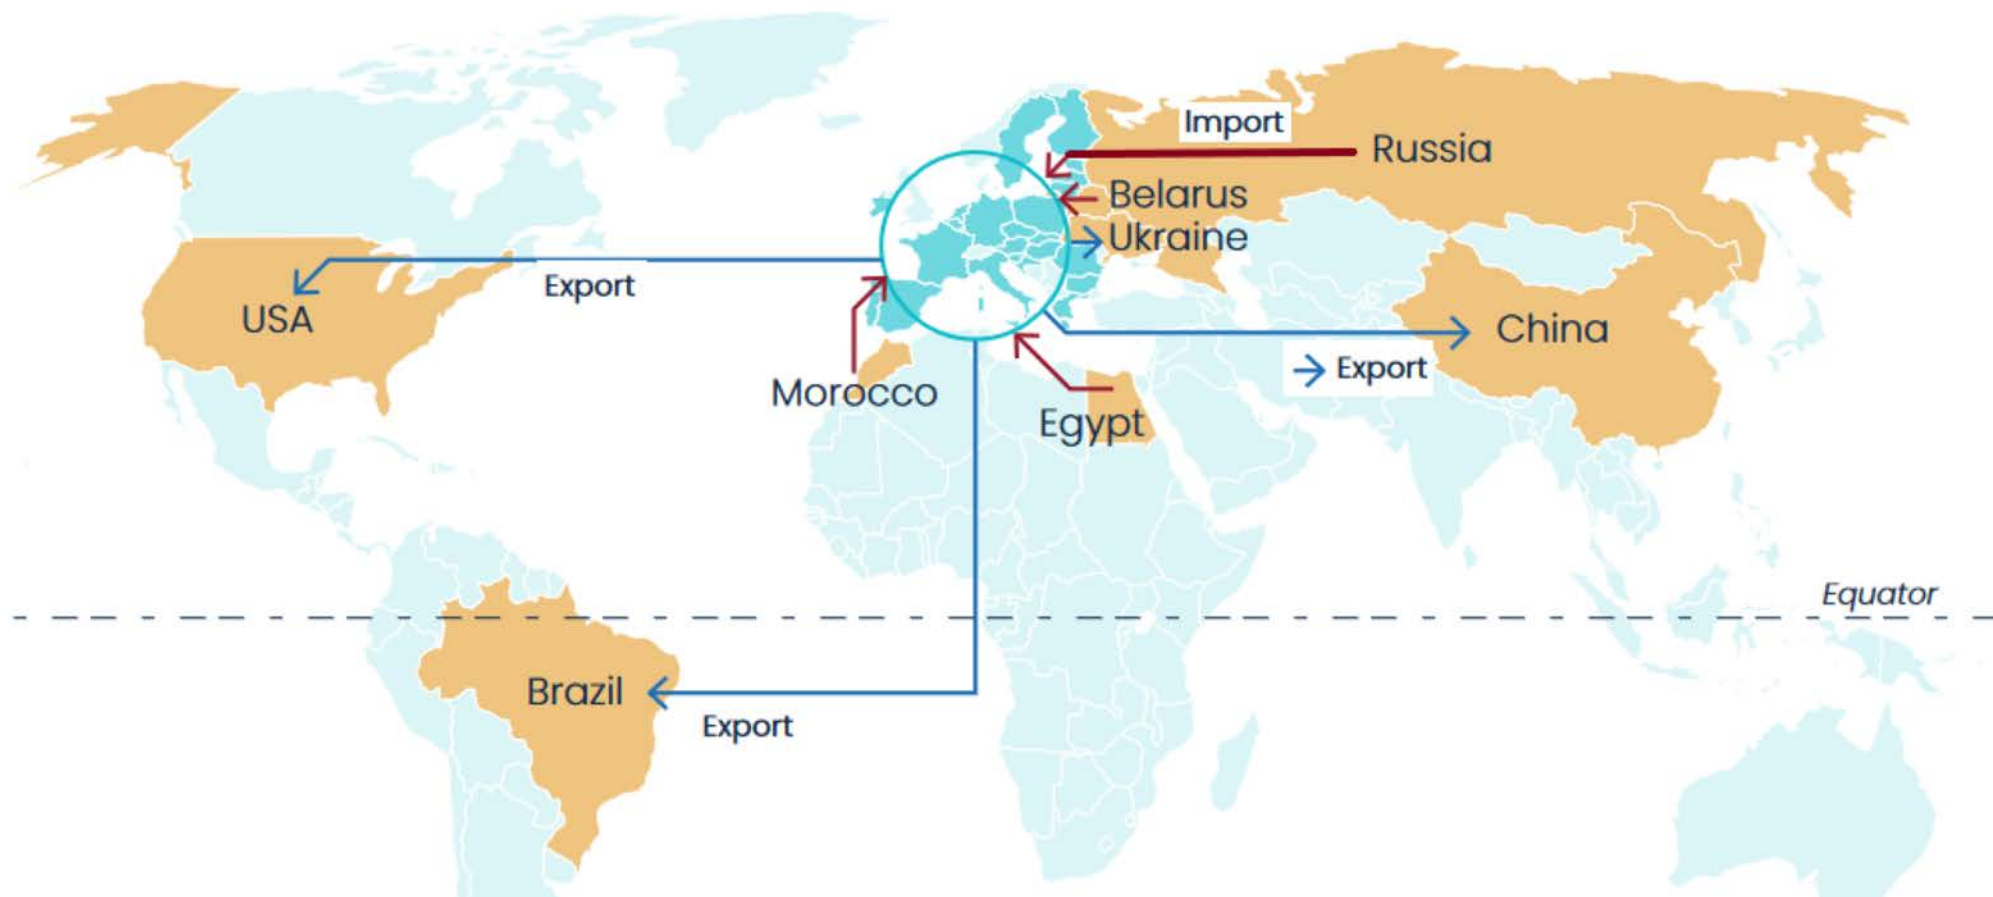 Import
Russia
Belarus
Ukraine
Export
USA
China
Export
Morocco
Egypt
Equator
Brazil
Export